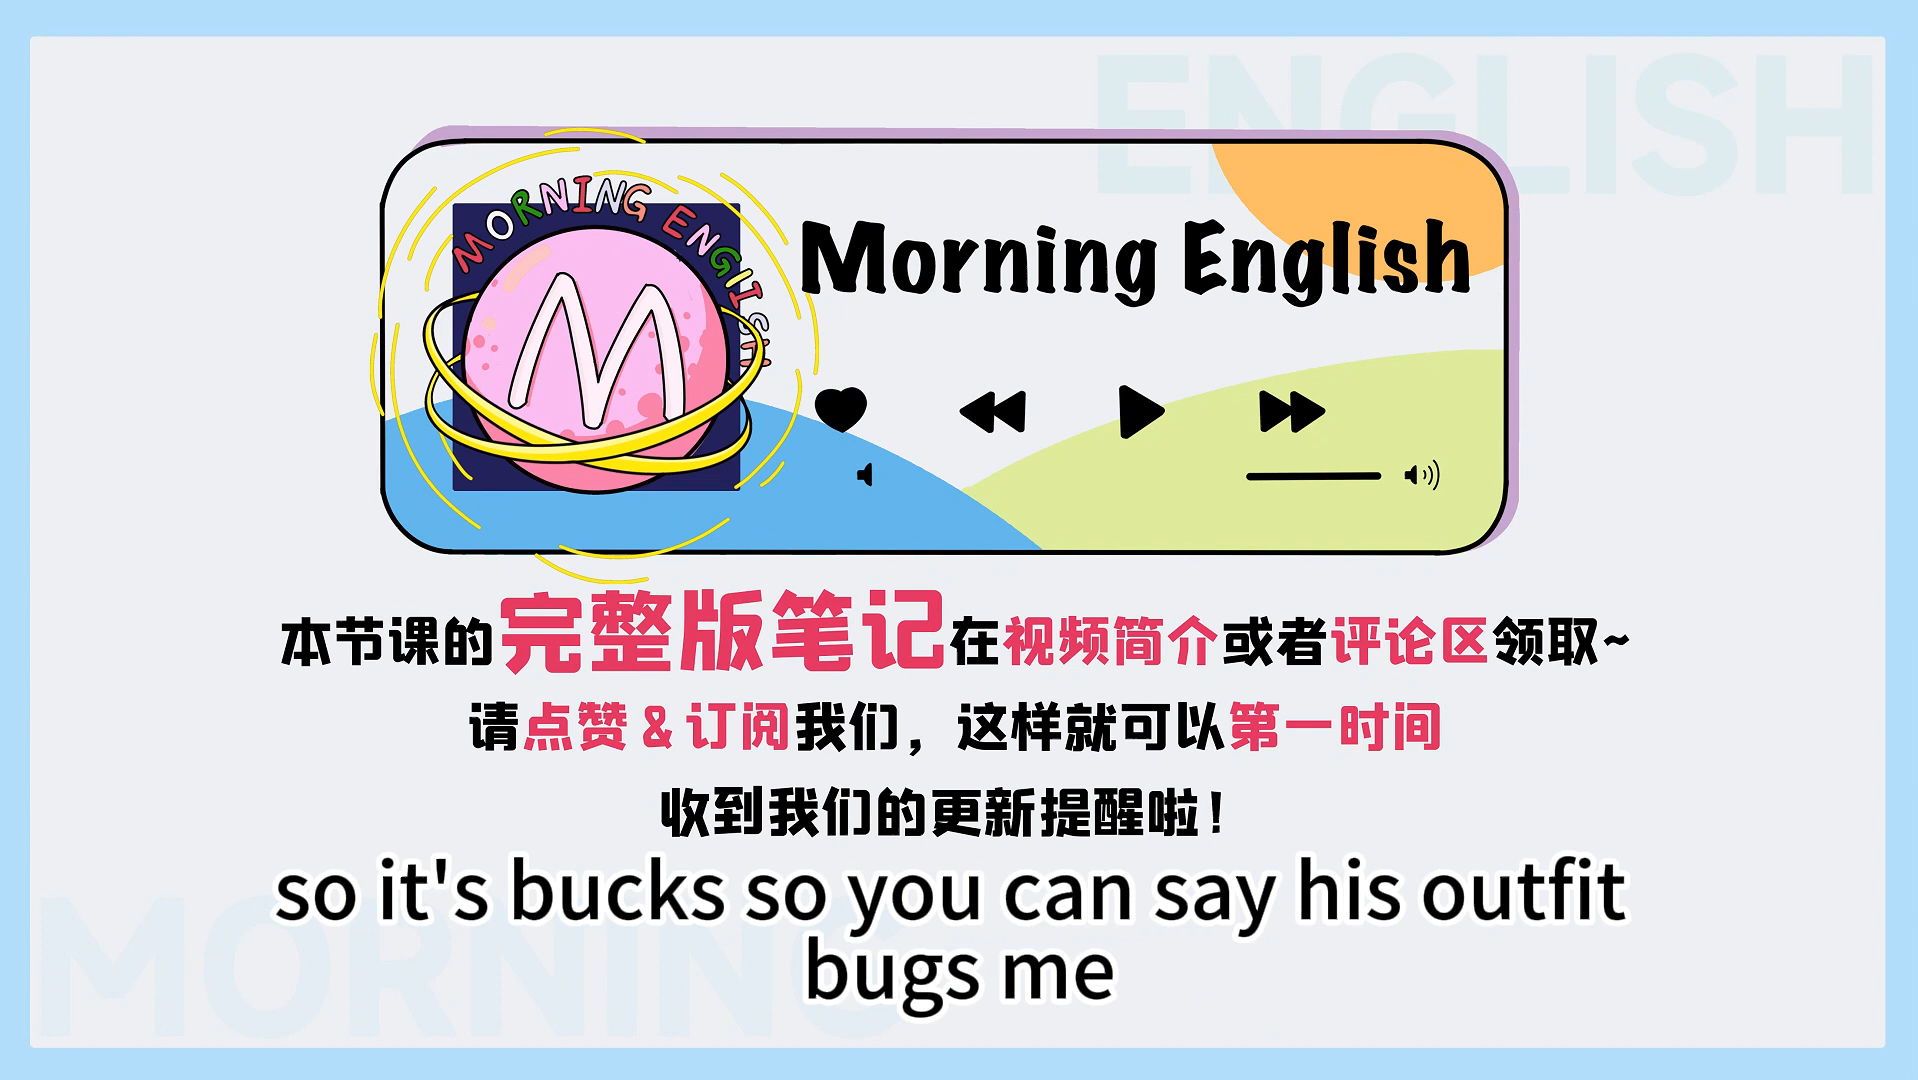 ENGLISH
MORNING ENGLISH
M
Morning English
本节课的完整版笔记在视频简介或者评论区领取~
请点赞&订阅我们，这样就可以第一时间
收到我们的更新提醒啦！
MORNING
so it's bucks so you can say his outfit
bugs me